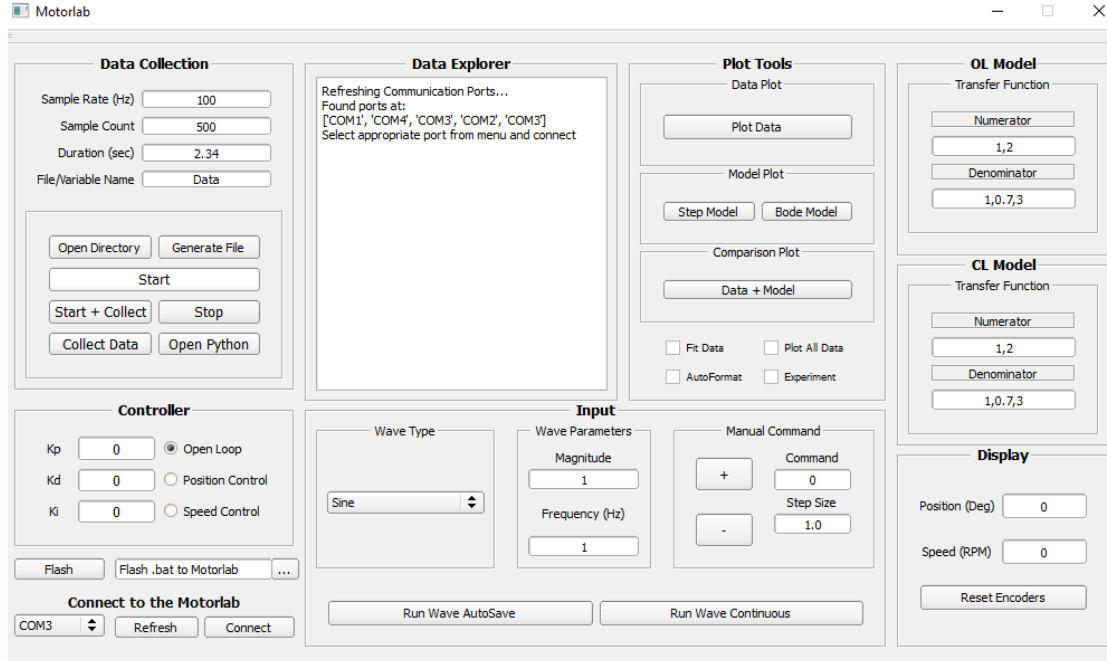 Motorlab
Data Collection
Sample Rate (Hz) 100
Sample Count 500
Duration (sec) 2.34
File/Variable Name Data
Open Directory Generate File
Start
Start + Collect Stop
Collect Data Open Python
Data Explorer
Refreshing Communication Ports...
Found ports at:
['COM1', 'COM4', 'COM3', 'COM2', 'COM3']
Select appropriate port from menu and connect
Plot Tools
Data Plot
Plot Data
Model Plot
Step Model Bode Model
Comparison Plot
Data + Model
Fit Data Plot All Data
AutoFormat Experiment
OL Model
Transfer Function
Numerator
1,2
Denominator
1,0.7,3
CL Model
Transfer Function
Numerator
1,2
Denominator
1,0.7,3
Controller
Kp 0 Open Loop
Kd 0 Position Control
Ki 0 Speed Control
Flash Flash .bat to Motorlab ...
Connect to the Motorlab
COM3 Refresh Connect
Input
Wave Type
Sine
Wave Parameters
Magnitude
1
Frequency (Hz)
1
Manual Command
+
-
Command
0
Step Size
1.0
Run Wave AutoSave Run Wave Continuous
Display
Position (Deg) 0
Speed (RPM) 0
Reset Encoders